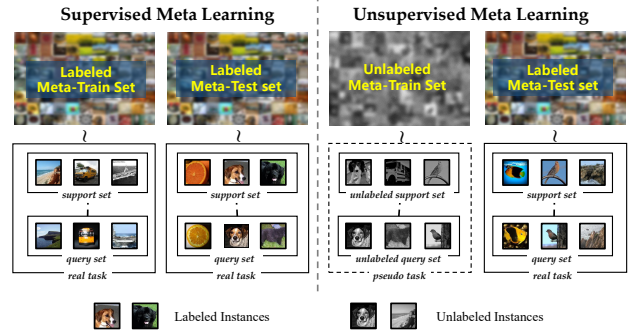 Supervised Meta Learning
Unsupervised Meta Learning
Labeled
Meta-Train Set
Labeled
Meta-Test set
Unlabeled
Meta-Train Set
Labeled
Meta-Test set
support set
support set
unlabeled support set
support set
query set
query set
unlabeled query set
query set
real task
real task
pseudo task
real task
Labeled Instances
Unlabeled Instances